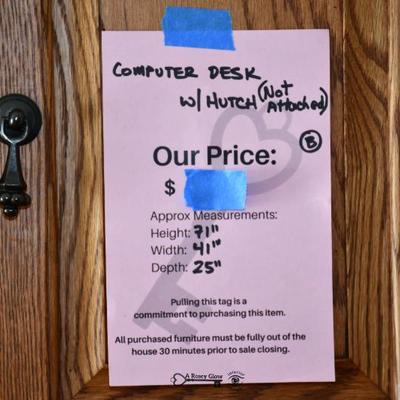 COMPUTER DESK
W/ HUTCH (Not Attached)
B
Our Price:
$
Approx Measurements:
Height: 71"
Width: 41"
Depth: 25"
Pulling this tag is a
commitment to purchasing this item.
All purchased furniture must be fully out of the
house 30 minutes prior to sale closing.
A Rosey Glow